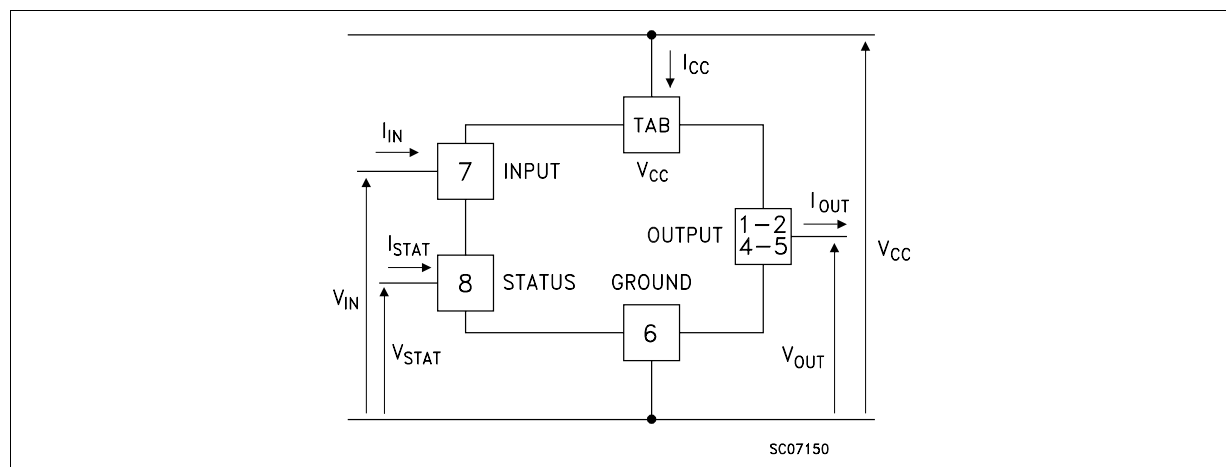 I_CC
TAB
V_CC
I_IN
7
INPUT
I_OUT
1-2
4-5
OUTPUT
V_CC
I_STAT
8
STATUS
GROUND
6
V_IN
V_STAT
V_OUT
SC07150